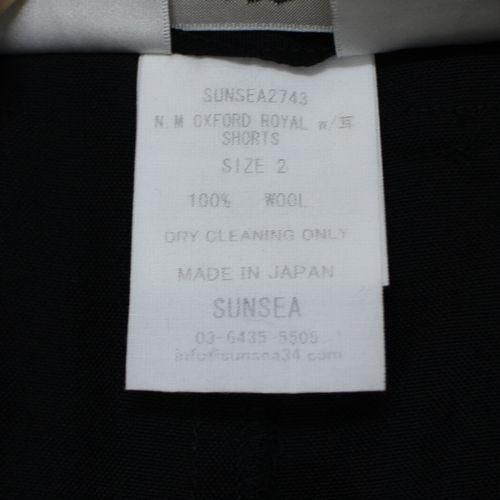 SUNSEA2743
N.M OXFORD ROYAL w/耳
SHORTS
SIZE 2
100% WOOL
DRY CLEANING ONLY
MADE IN JAPAN
SUNSEA
03-6435-5505
info@sunsea34.com